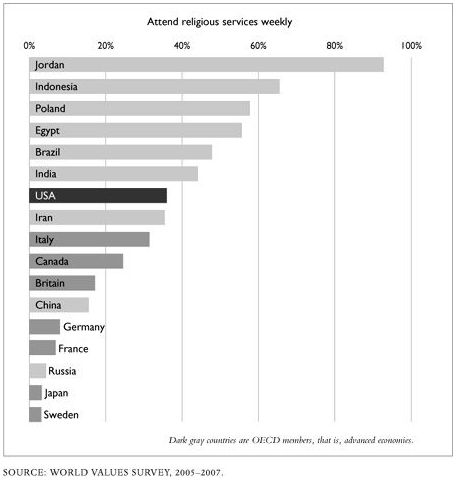 Attend religious services weekly
0% 20% 40% 60% 80% 100%
Jordan
Indonesia
Poland
Egypt
Brazil
India
USA
Iran
Italy
Canada
Britain
China
Germany
France
Russia
Japan
Sweden
Dark gray countries are OECD members, that is, advanced economies.
SOURCE: WORLD VALUES SURVEY, 2005–2007.